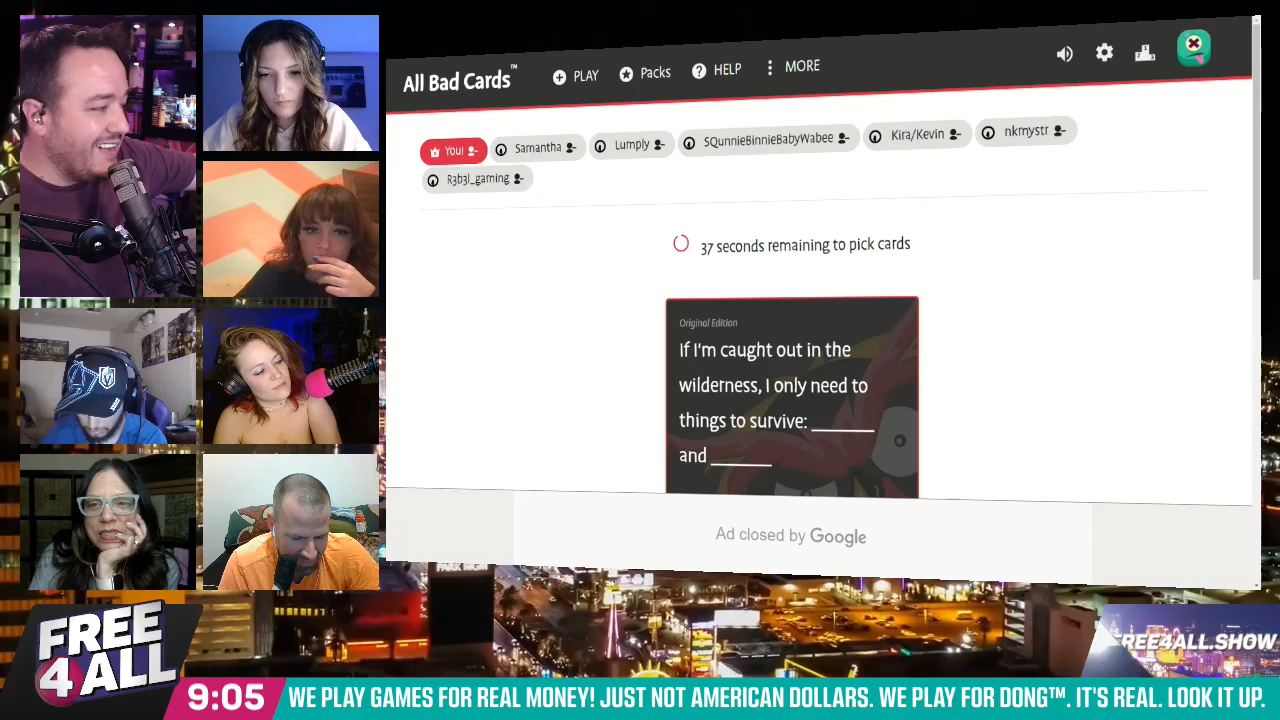 All Bad Cards™
PLAY
Packs
HELP
MORE
You!
Samantha
Lumply
SQunnieBinnieBabyWabee
Kira/Kevin
nkmystr
R3b3l_gaming
37 seconds remaining to pick cards
Original Edition
If I'm caught out in the
wilderness, I only need to
things to survive: ______
and ______
Ad closed by Google
FREE
4 ALL
FREE4ALL.SHOW
9:05
WE PLAY GAMES FOR REAL MONEY! JUST NOT AMERICAN DOLLARS. WE PLAY FOR DONG™. IT'S REAL. LOOK IT UP.